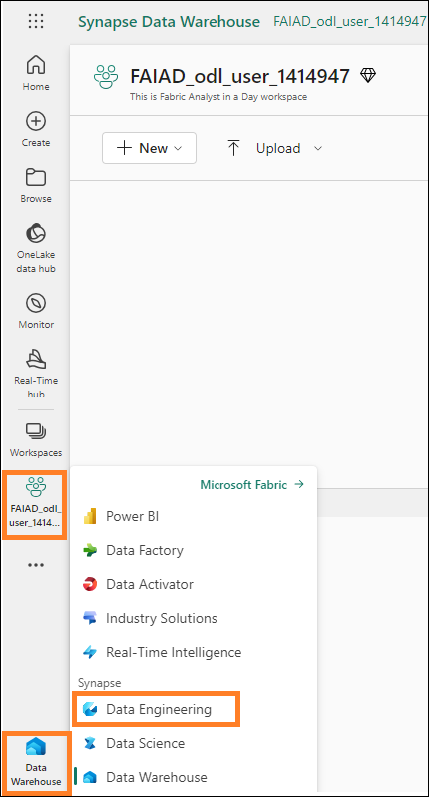 Synapse Data Warehouse FAIAD_odl_user_1414947
Home
Create
Browse
OneLake
data hub
Monitor
Real-Time
hub
Workspaces
FAIAD_odl_
user_1414...
Data
Warehouse
FAIAD_odl_user_1414947
This is Fabric Analyst in a Day workspace
New
Upload
Microsoft Fabric
Power BI
Data Factory
Data Activator
Industry Solutions
Real-Time Intelligence
Synapse
Data Engineering
Data Science
Data Warehouse